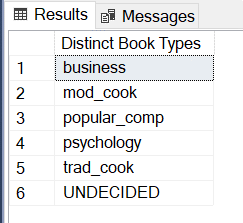 Results Messages
Distinct Book Types
1 business
2 mod_cook
3 popular_comp
4 psychology
5 trad_cook
6 UNDECIDED